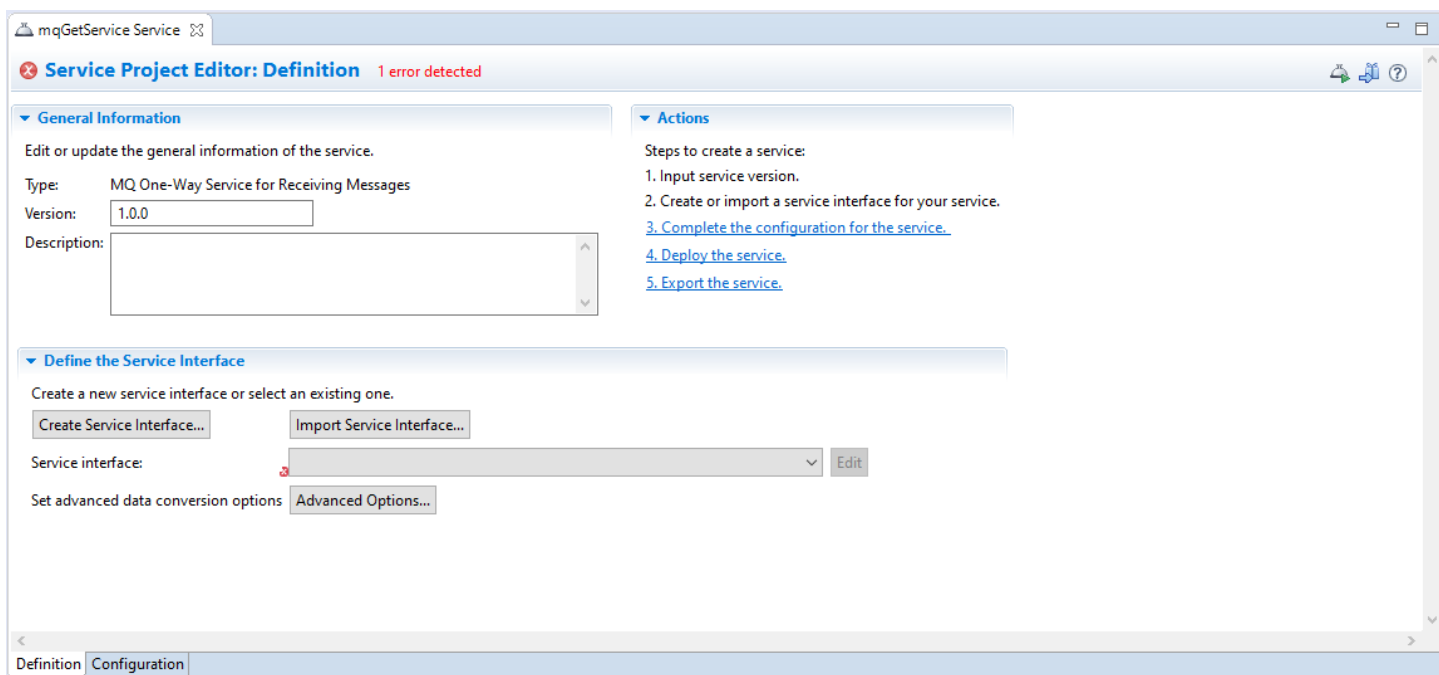 mqGetService Service
Service Project Editor: Definition 1 error detected
General Information
Edit or update the general information of the service.
Type: MQ One-Way Service for Receiving Messages
Version: 1.0.0
Description:
Actions
Steps to create a service:
1. Input service version.
2. Create or import a service interface for your service.
3. Complete the configuration for the service.
4. Deploy the service.
5. Export the service.
Define the Service Interface
Create a new service interface or select an existing one.
Create Service Interface... Import Service Interface...
Service interface: Edit
Set advanced data conversion options Advanced Options...
Definition Configuration